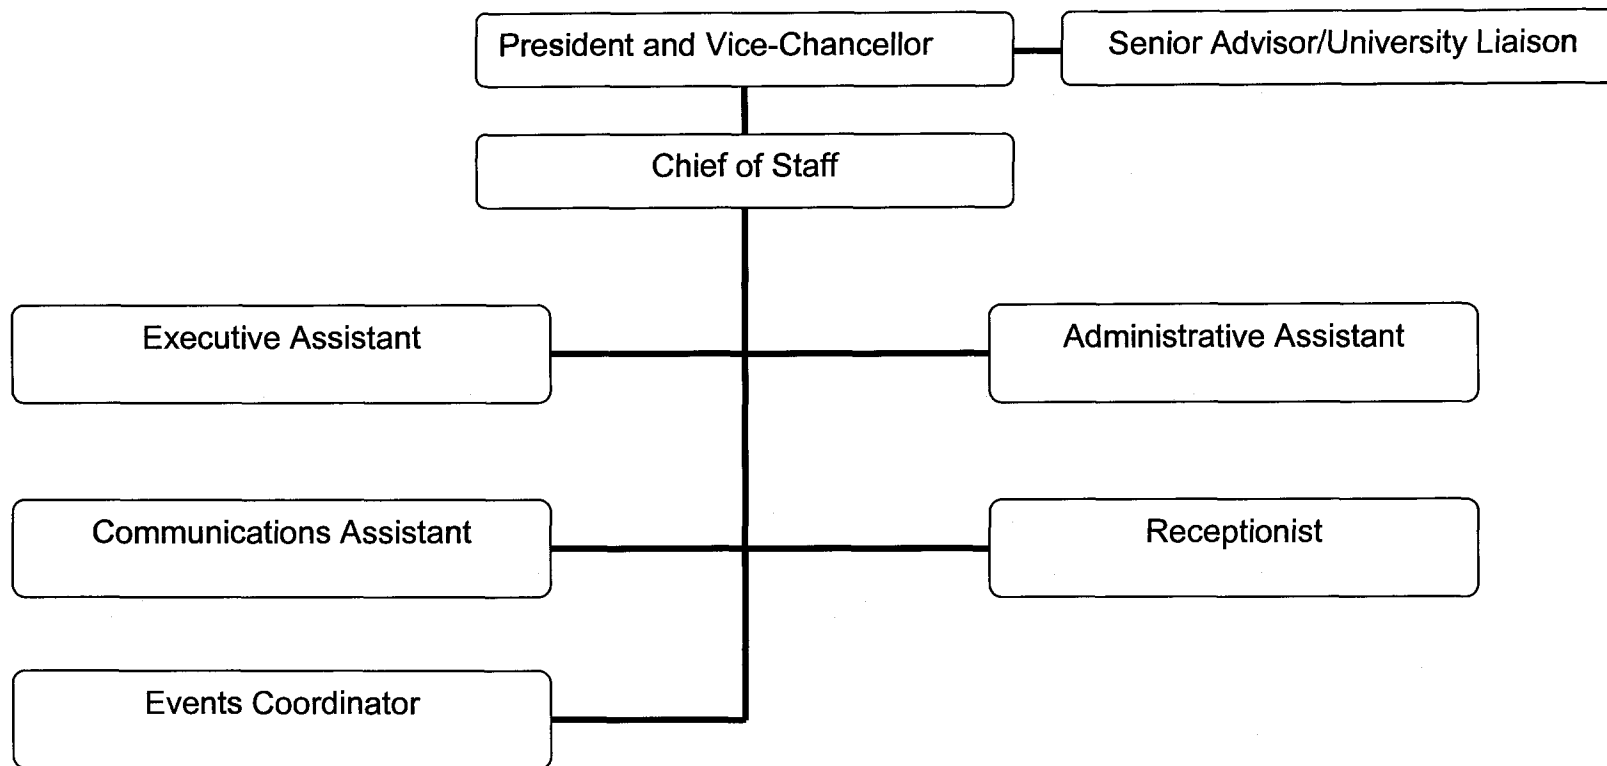 President and Vice-Chancellor
Senior Advisor/University Liaison
Chief of Staff
Executive Assistant
Administrative Assistant
Communications Assistant
Receptionist
Events Coordinator